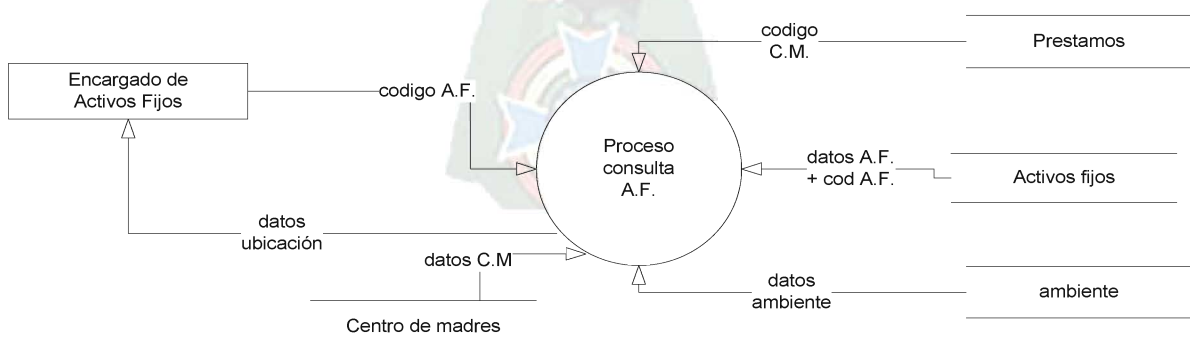 codigo
C.M.
Prestamos
Encargado de
Activos Fijos
codigo A.F.
Proceso
consulta
A.F.
datos A.F.
+ cod A.F.
Activos fijos
datos
ubicación
datos C.M
datos
ambiente
ambiente
Centro de madres